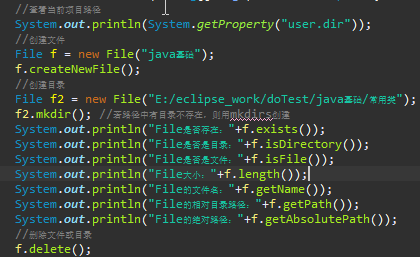 //查看当前项目路径
System.out.println(System.getProperty("user.dir"));
//创建文件
File f = new File("java基础");
f.createNewFile();
//创建目录
File f2 = new File("E:/eclipse_work/doTest/java基础/常用类");
f2.mkdir(); //若路径中有目录不存在，则用mkdirs创建
System.out.println("File是否存在："+f.exists());
System.out.println("File是否是目录："+f.isDirectory());
System.out.println("File是否是文件："+f.isFile());
System.out.println("File大小："+f.length());
System.out.println("File的文件名："+f.getName());
System.out.println("File的相对目录路径："+f.getPath());
System.out.println("File的绝对路径："+f.getAbsolutePath());
//删除文件或目录
f.delete();